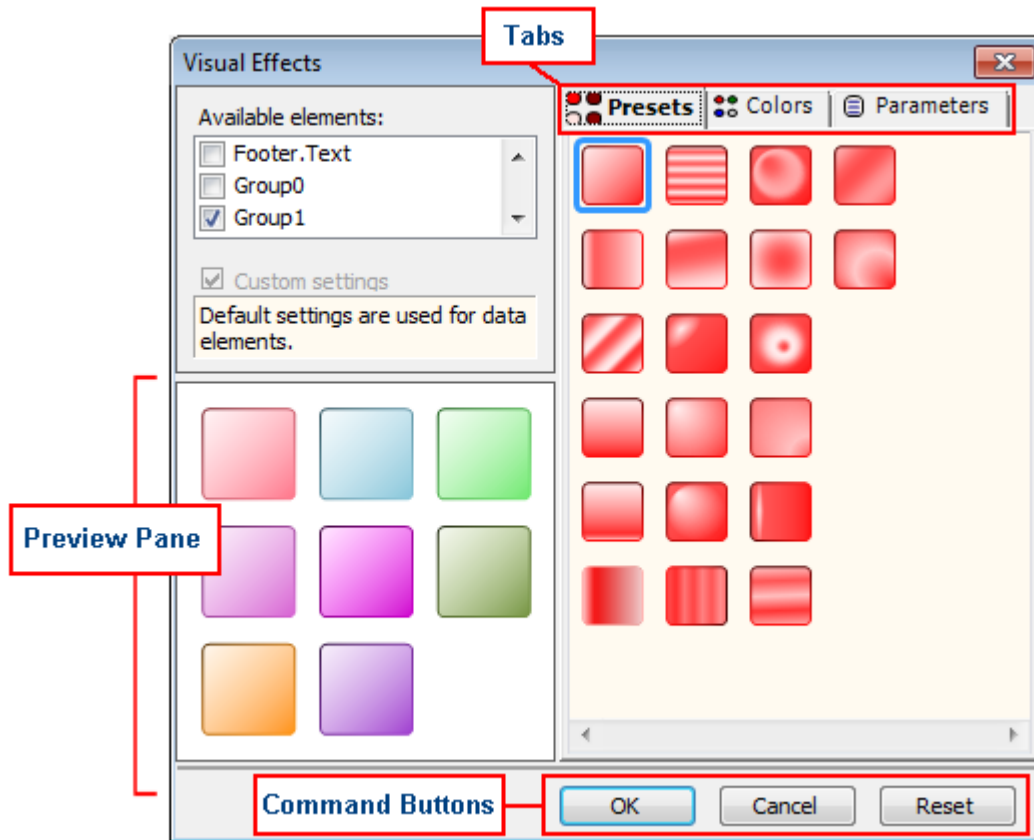 Tabs
Visual Effects
Presets Colors Parameters
Available elements:
Footer.Text
Group0
Group1
Custom settings
Default settings are used for data
elements.
Preview Pane
Command Buttons
OK Cancel Reset